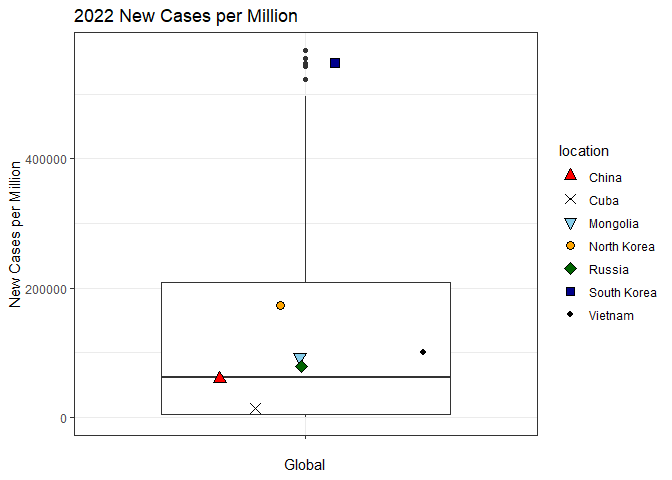 2022 New Cases per Million
New Cases per Million
400000
200000
0
Global
location
China
Cuba
Mongolia
North Korea
Russia
South Korea
Vietnam